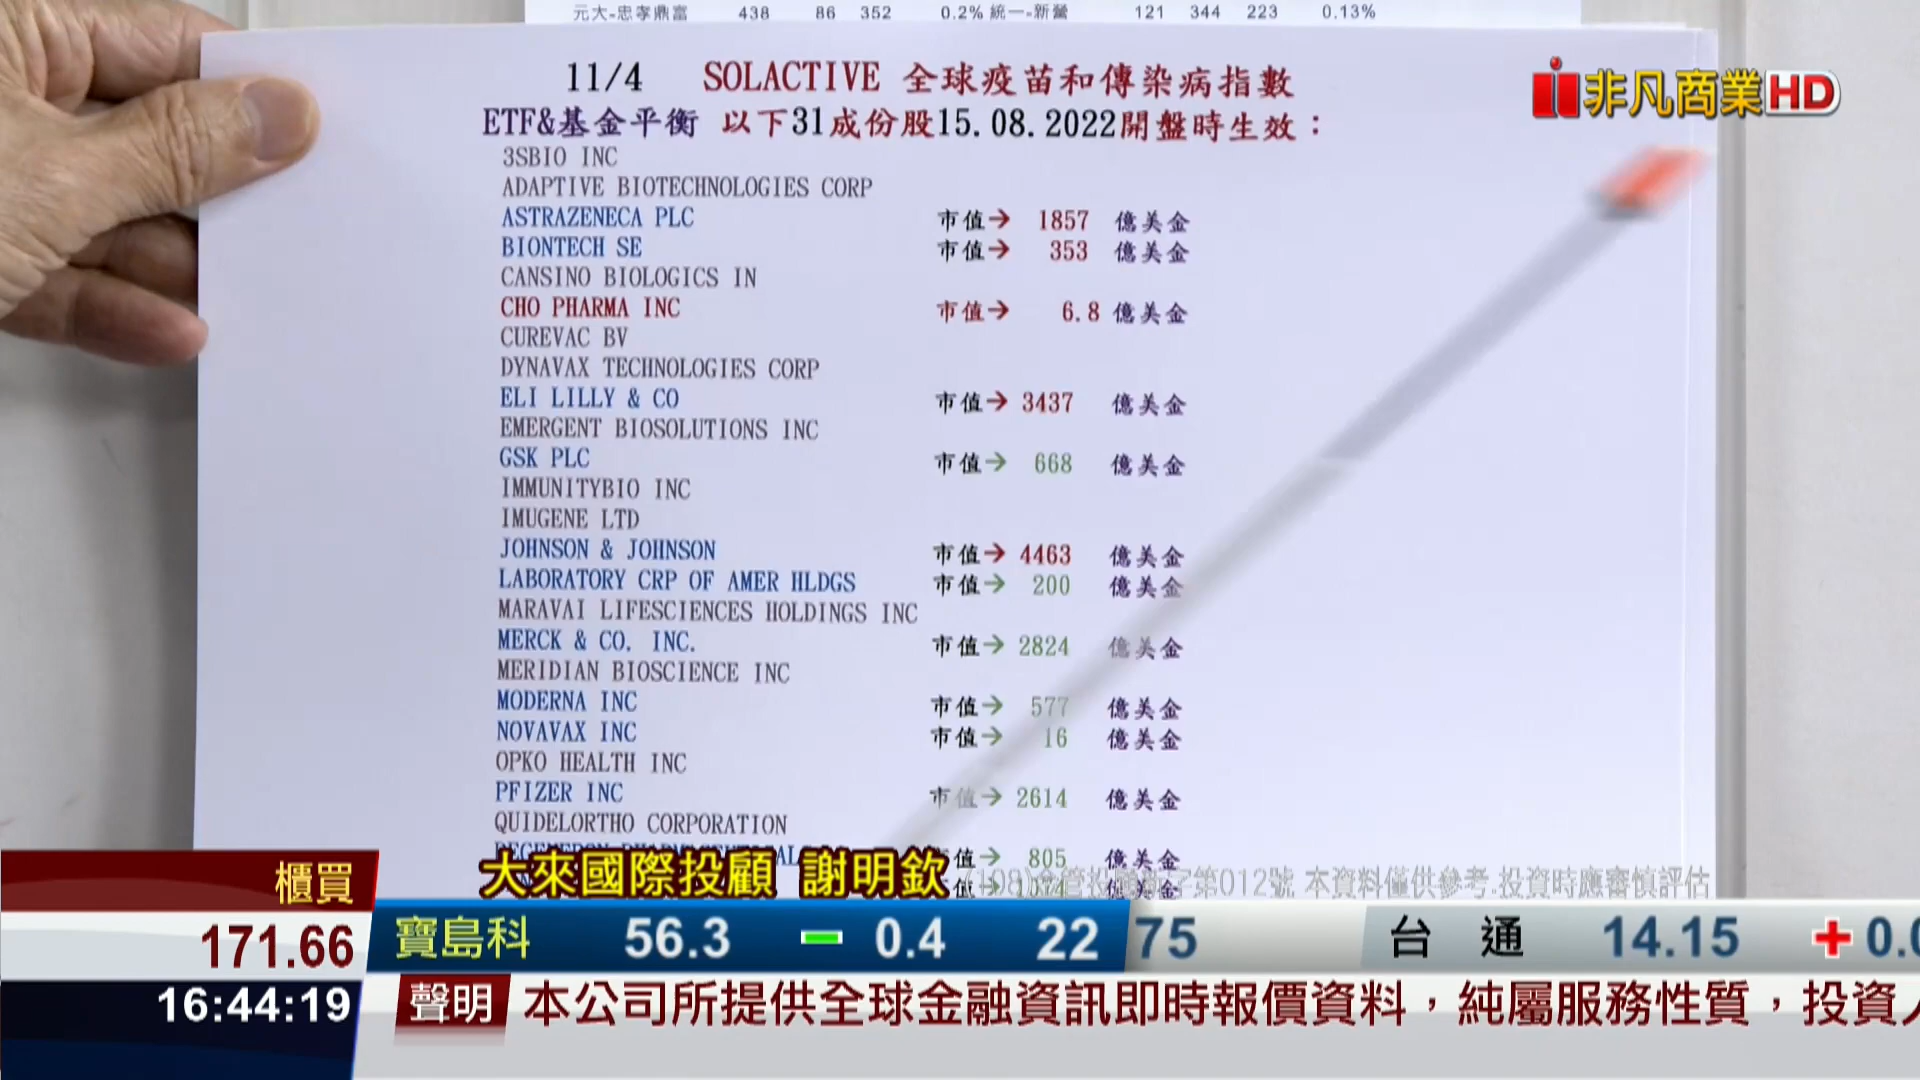 元大-忠孝鼎富 438 86 352 0.2% 統一-新營 121 344 223 0.13%
11/4 SOLACTIVE 全球疫苗和傳染病指數
非凡商業HD
ETF&基金平衡 以下31成份股15.08.2022開盤時生效：
3SBIO INC
ADAPTIVE BIOTECHNOLOGIES CORP
ASTRAZENECA PLC 市值→ 1857 億美金
BIONTECH SE 市值→ 353 億美金
CANSINO BIOLOGICS IN
CHO PHARMA INC 市值→ 6.8 億美金
CUREVAC BV
DYNAVAX TECHNOLOGIES CORP
ELI LILLY & CO 市值→ 3437 億美金
EMERGENT BIOSOLUTIONS INC
GSK PLC 市值→ 668 億美金
IMMUNITYBIO INC
IMUGENE LTD
JOHNSON & JOHNSON 市值→ 4463 億美金
LABORATORY CRP OF AMER HLDGS 市值→ 200 億美金
MARAVAI LIFESCIENCES HOLDINGS INC
MERCK & CO. INC. 市值→ 2824 億美金
MERIDIAN BIOSCIENCE INC
MODERNA INC 市值→ 577 億美金
NOVAVAX INC 市值→ 16 億美金
OPKO HEALTH INC
PFIZER INC 市值→ 2614 億美金
QUIDELORTHO CORPORATION
值→ 805 億美金
大來國際投顧 謝明欽
第012號 本資料僅供參考.投資時應審慎評估
櫃買
171.66
寶島科 56.3 − 0.4 22 75 台通 14.15 + 0.0
16:44:19
聲明 本公司所提供全球金融資訊即時報價資料，純屬服務性質，投資人